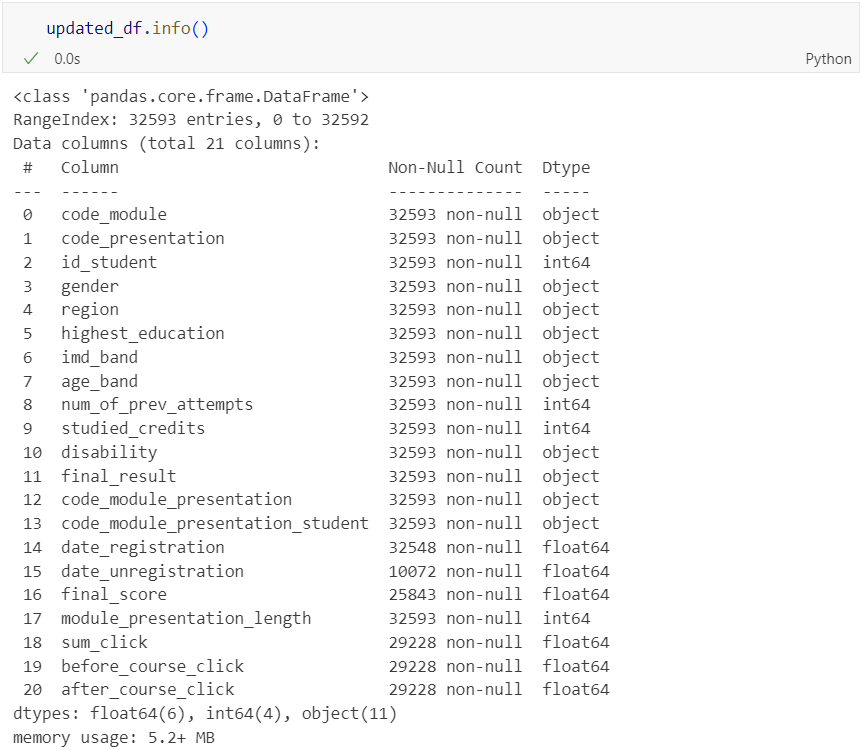 updated_df.info()
0.0s
Python
<class 'pandas.core.frame.DataFrame'>
RangeIndex: 32593 entries, 0 to 32592
Data columns (total 21 columns):
 #   Column                       Non-Null Count  Dtype
---  ------                       --------------  -----
 0   code_module                  32593 non-null  object
 1   code_presentation            32593 non-null  object
 2   id_student                   32593 non-null  int64
 3   gender                       32593 non-null  object
 4   region                       32593 non-null  object
 5   highest_education            32593 non-null  object
 6   imd_band                     32593 non-null  object
 7   age_band                     32593 non-null  object
 8   num_of_prev_attempts         32593 non-null  int64
 9   studied_credits              32593 non-null  int64
 10  disability                   32593 non-null  object
 11  final_result                 32593 non-null  object
 12  code_module_presentation     32593 non-null  object
 13  code_module_presentation_student  32593 non-null  object
 14  date_registration            32548 non-null  float64
 15  date_unregistration          10072 non-null  float64
 16  final_score                  25843 non-null  float64
 17  module_presentation_length   32593 non-null  int64
 18  sum_click                    29228 non-null  float64
 19  before_course_click          29228 non-null  float64
 20  after_course_click           29228 non-null  float64
dtypes: float64(6), int64(4), object(11)
memory usage: 5.2+ MB